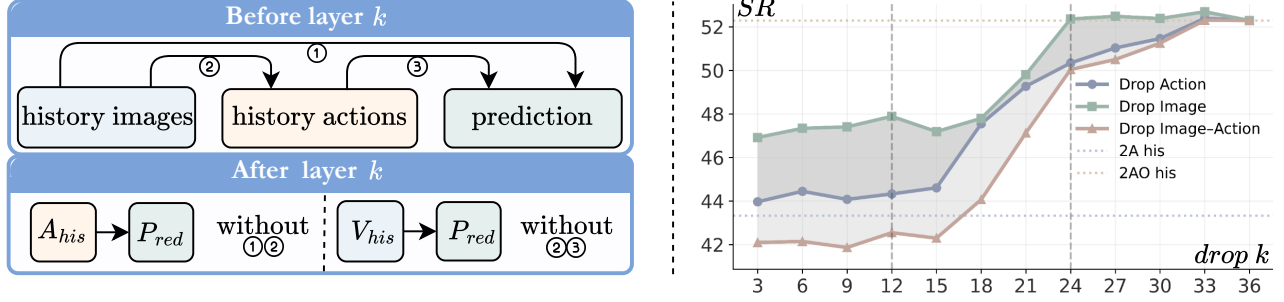 Before layer k
①
②
③
history images
history actions
prediction
After layer k
A_his
P_red
without
①②
V_his
P_red
without
②③
SR
52
50
48
46
44
42
Drop Action
Drop Image
Drop Image–Action
2A his
2AO his
drop k
3 6 9 12 15 18 21 24 27 30 33 36